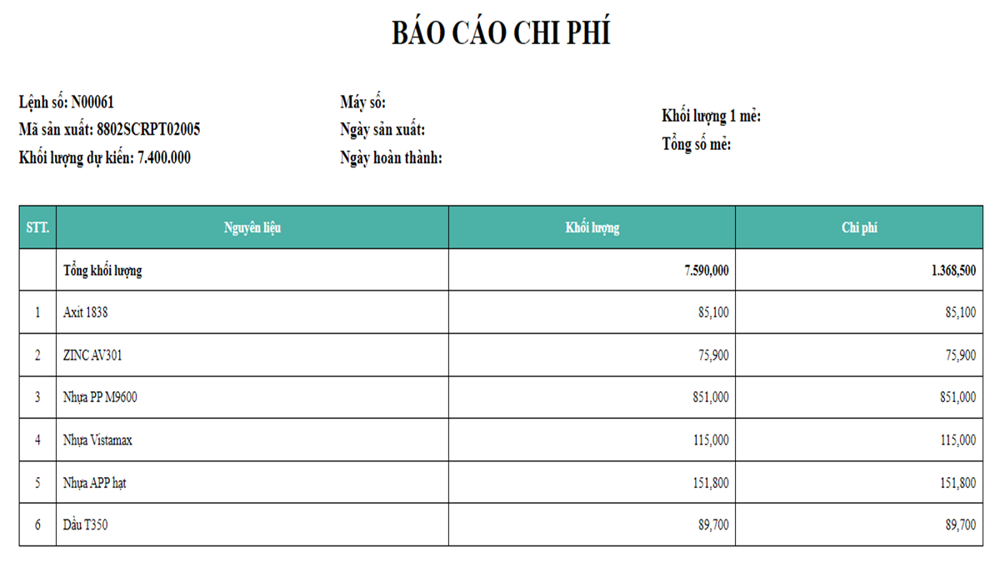 BÁO CÁO CHI PHÍ
Lệnh số: N00061
Mã sản xuất: 8802SCRPT02005
Khối lượng dự kiến: 7.400.000
Máy số:
Ngày sản xuất:
Ngày hoàn thành:
Khối lượng 1 mẻ:
Tổng số mẻ:
STT. Nguyên liệu Khối lượng Chi phí
Tổng khối lượng 7.590,000 1.368,500
1 Axit 1838 85,100 85,100
2 ZINC AV301 75,900 75,900
3 Nhựa PP M9600 851,000 851,000
4 Nhựa Vistamax 115,000 115,000
5 Nhựa APP hạt 151,800 151,800
6 Dầu T350 89,700 89,700